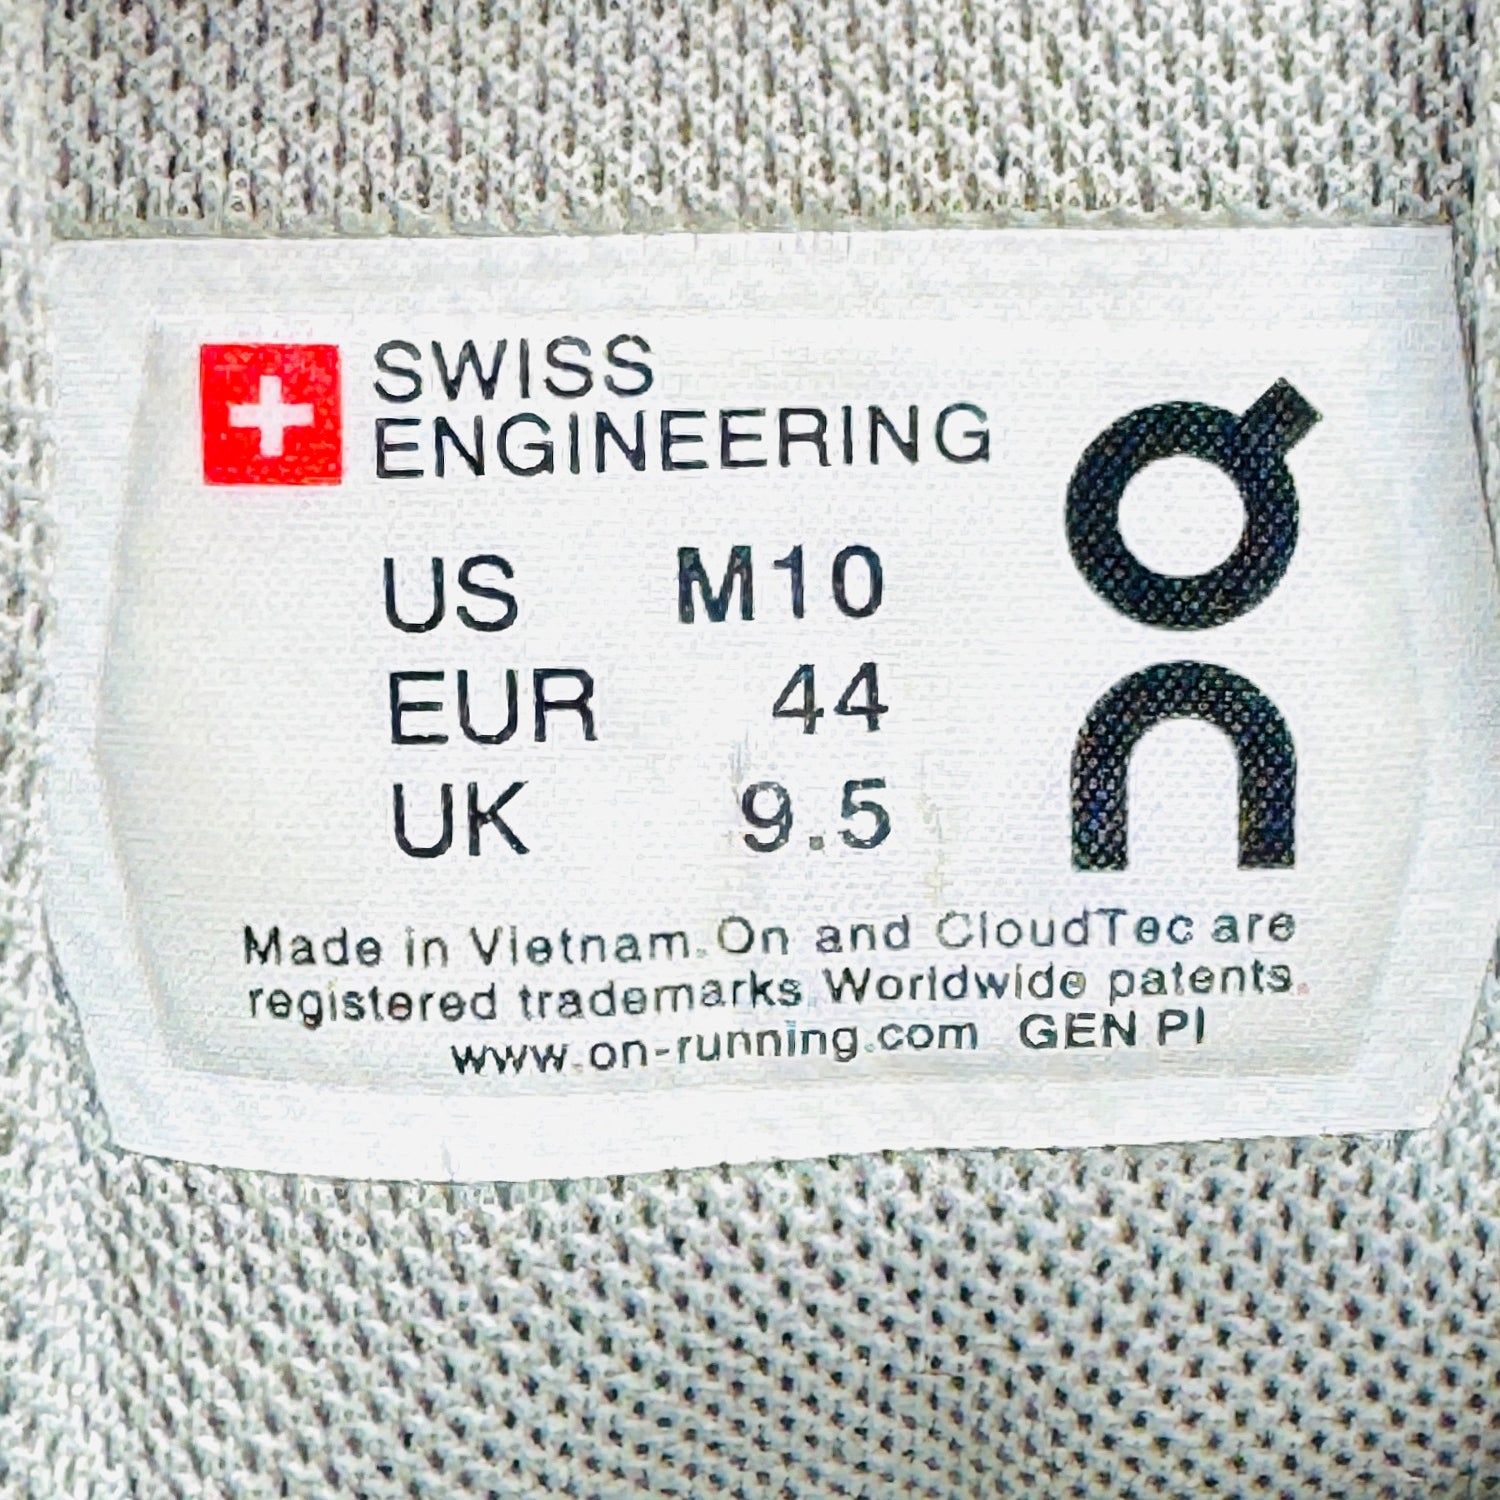 SWISS
ENGINEERING
US M10
EUR 44
UK 9.5
On
Made in Vietnam. On and CloudTec are
registered trademarks. Worldwide patents.
www.on-running.com GEN PI